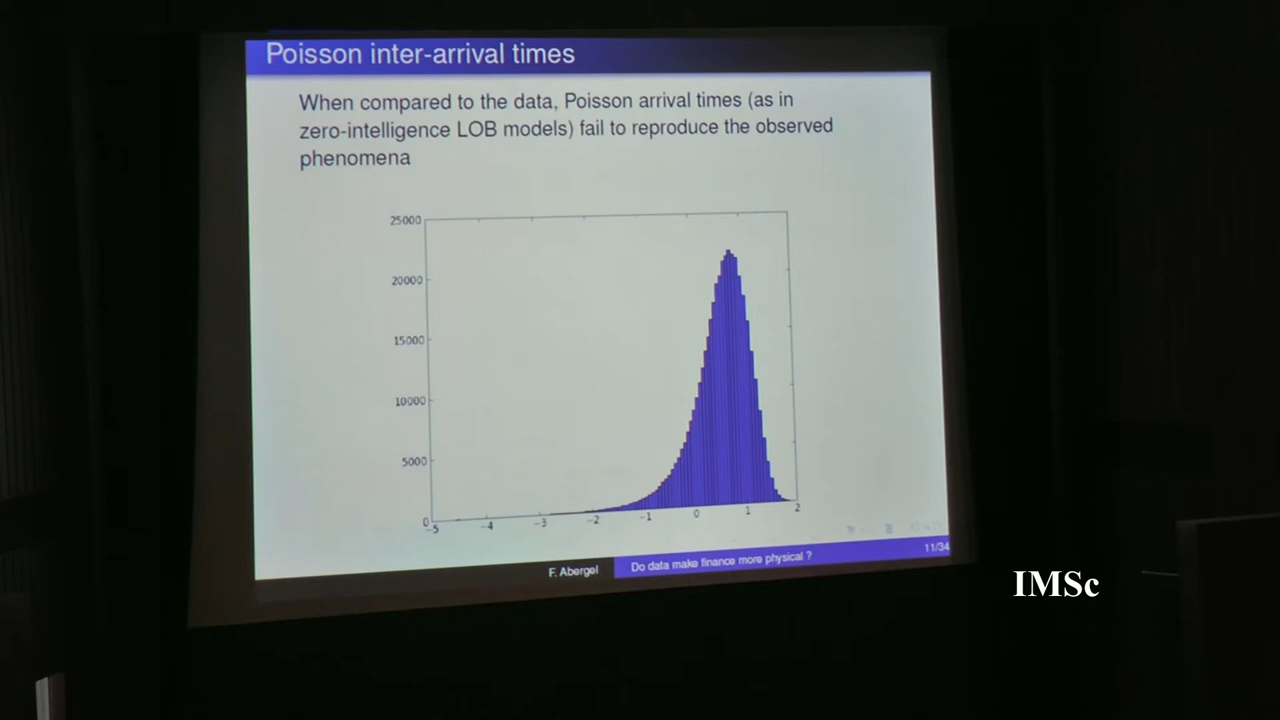 Poisson inter-arrival times
When compared to the data, Poisson arrival times (as in
zero-intelligence LOB models) fail to reproduce the observed
phenomena
25000
20000
15000
10000
5000
0
-5 -4 -3 -2 -1 0 1 2
F. Abergel Do data make finance more physical ? 11/34
IMSc